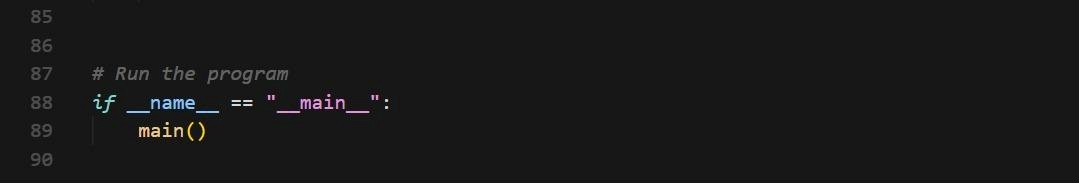 85
86
87 # Run the program
88 if __name__ == "__main__":
89     main()
90